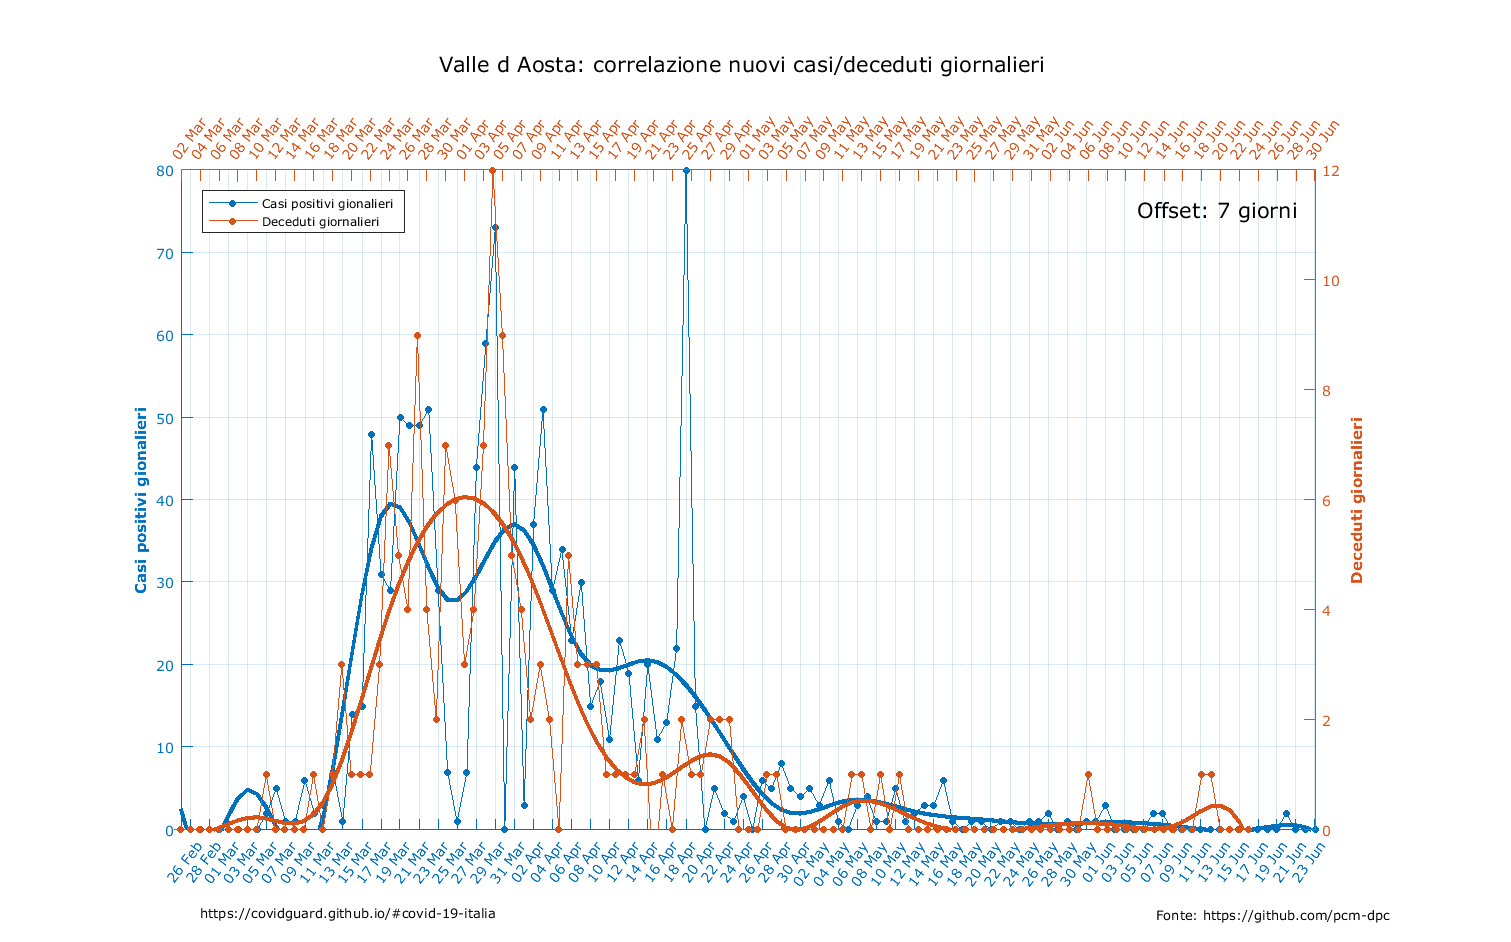 Valle d Aosta: correlazione nuovi casi/deceduti giornalieri
02 Mar 04 Mar 06 Mar 08 Mar 10 Mar 12 Mar 14 Mar 16 Mar 18 Mar 20 Mar 22 Mar 24 Mar 26 Mar 28 Mar 30 Mar 01 Apr 03 Apr 05 Apr 07 Apr 09 Apr 11 Apr 13 Apr 15 Apr 17 Apr 19 Apr 21 Apr 23 Apr 25 Apr 27 Apr 29 Apr 01 May 03 May 05 May 07 May 09 May 11 May 13 May 15 May 17 May 19 May 21 May 23 May 25 May 27 May 29 May 31 May 02 Jun 04 Jun 06 Jun 08 Jun 10 Jun 12 Jun 14 Jun 16 Jun 18 Jun 20 Jun 22 Jun 24 Jun 26 Jun 28 Jun 30 Jun
80
70
60
50
40
30
20
10
0
Casi positivi gionalieri
Casi positivi gionalieri
Deceduti giornalieri
Offset: 7 giorni
12
10
8
6
4
2
0
Deceduti giornalieri
26 Feb 28 Feb 01 Mar 03 Mar 05 Mar 07 Mar 09 Mar 11 Mar 13 Mar 15 Mar 17 Mar 19 Mar 21 Mar 23 Mar 25 Mar 27 Mar 29 Mar 31 Mar 02 Apr 04 Apr 06 Apr 08 Apr 10 Apr 12 Apr 14 Apr 16 Apr 18 Apr 20 Apr 22 Apr 24 Apr 26 Apr 28 Apr 30 Apr 02 May 04 May 06 May 08 May 10 May 12 May 14 May 16 May 18 May 20 May 22 May 24 May 26 May 28 May 30 May 01 Jun 03 Jun 05 Jun 07 Jun 09 Jun 11 Jun 13 Jun 15 Jun 17 Jun 19 Jun 21 Jun 23 Jun
https://covidguard.github.io/#covid-19-italia
Fonte: https://github.com/pcm-dpc